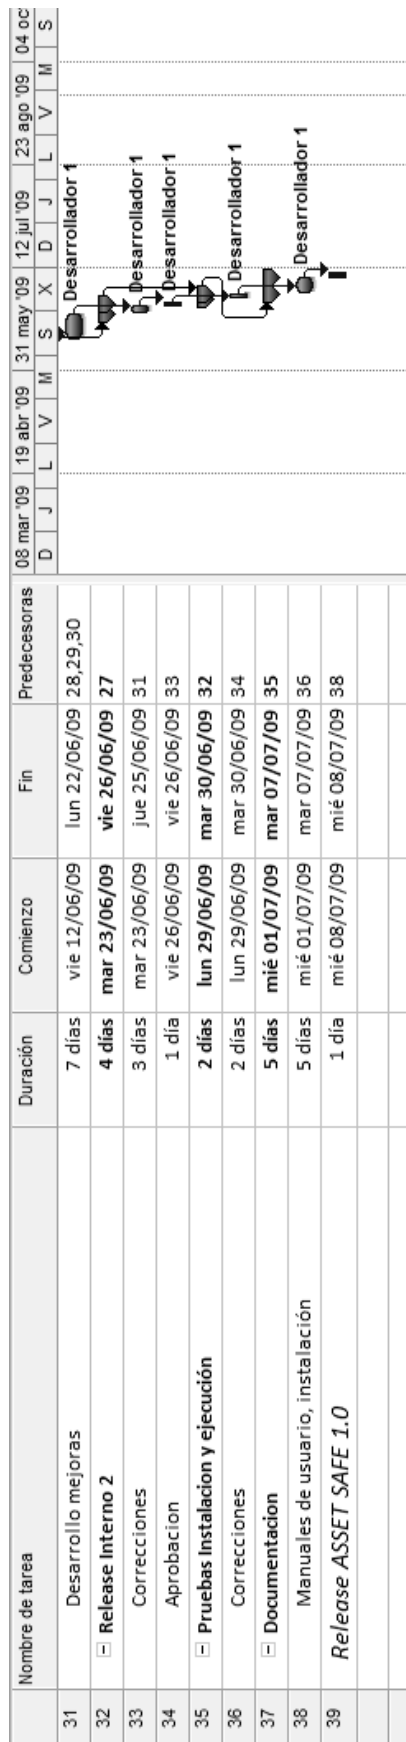 Nombre de tarea Duración Comienzo Fin Predecesoras 08 mar '09 19 abr '09 31 may '09 12 jul '09 23 ago '09 04 oc
D J L V M S X D J L V M S
31 Desarrollo mejoras 7 días vie 12/06/09 lun 22/06/09 28,29,30 Desarrollador 1
32 Release Interno 2 4 días mar 23/06/09 vie 26/06/09 27
33 Correcciones 3 días mar 23/06/09 jue 25/06/09 31 Desarrollador 1
34 Aprobacion 1 día vie 26/06/09 vie 26/06/09 33 Desarrollador 1
35 Pruebas Instalacion y ejecución 2 días lun 29/06/09 mar 30/06/09 32
36 Correcciones 2 días lun 29/06/09 mar 30/06/09 34 Desarrollador 1
37 Documentacion 5 días mié 01/07/09 mar 07/07/09 35
38 Manuales de usuario, instalación 5 días mié 01/07/09 mar 07/07/09 36 Desarrollador 1
39 Release ASSET SAFE 1.0 1 día mié 08/07/09 mié 08/07/09 38